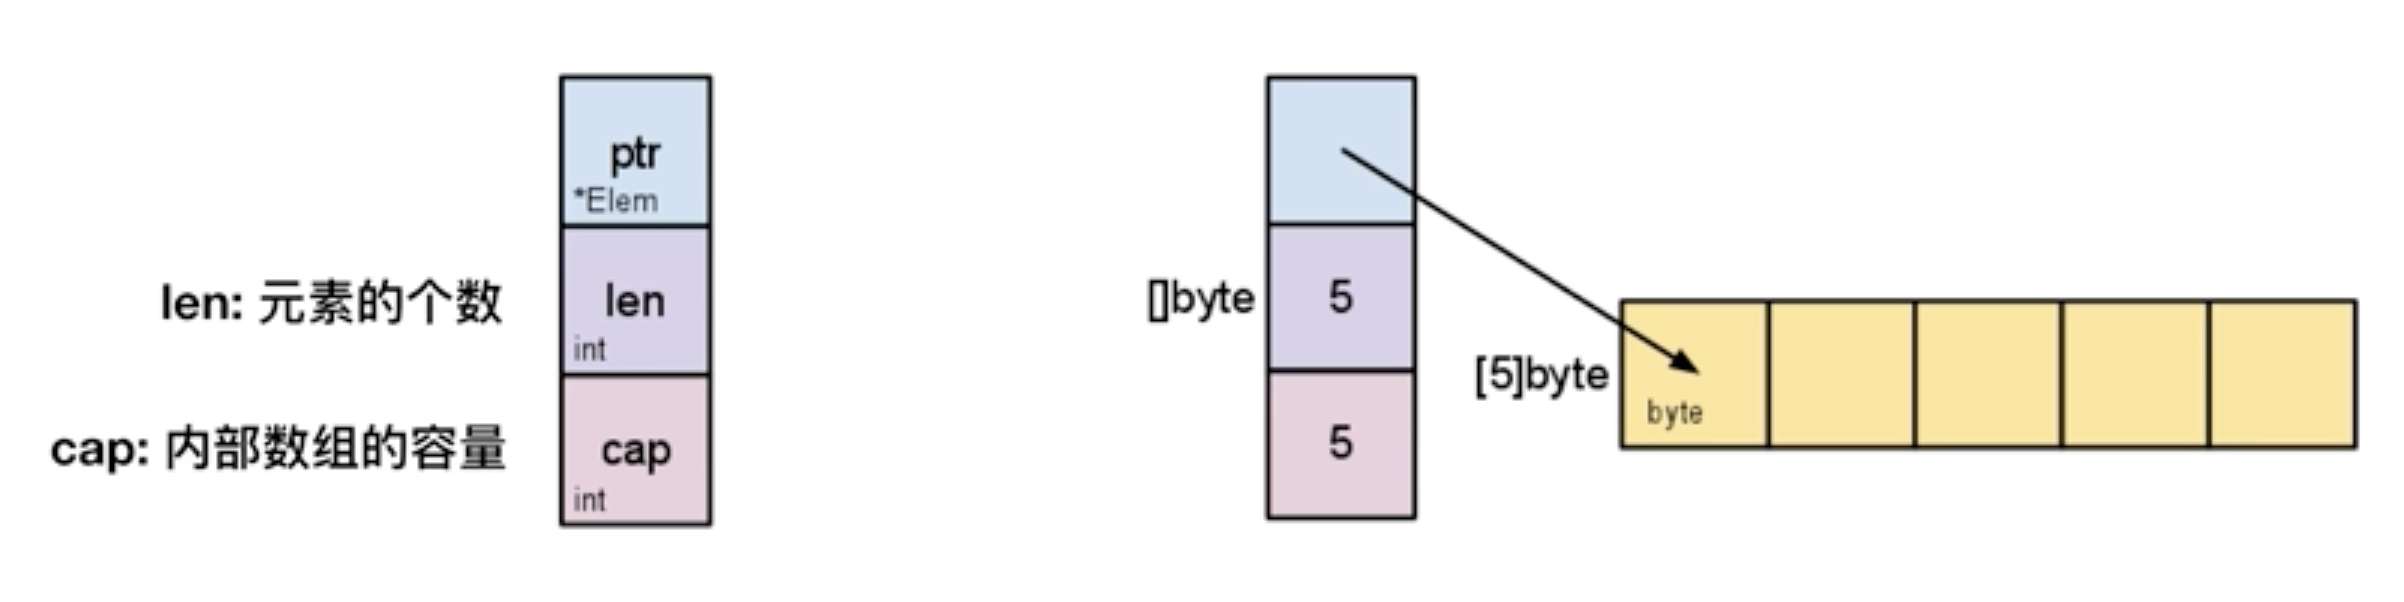 ptr
*Elem
len: 元素的个数
len
int
cap: 内部数组的容量
cap
int
[]byte
5
5
[5]byte
byte